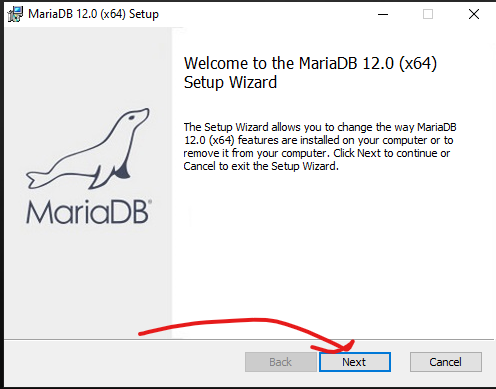 MariaDB 12.0 (x64) Setup
Welcome to the MariaDB 12.0 (x64)
Setup Wizard
The Setup Wizard allows you to change the way MariaDB
12.0 (x64) features are installed on your computer or to
remove it from your computer. Click Next to continue or
Cancel to exit the Setup Wizard.
MariaDB®
Back
Next
Cancel